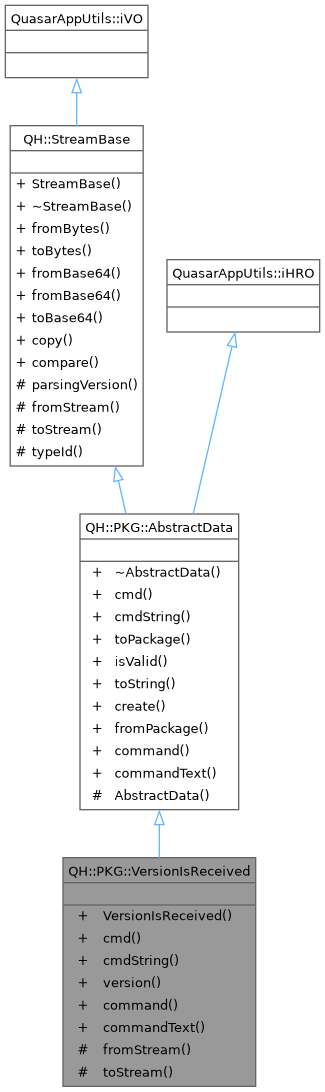 QuasarAppUtils::iVO
QH::StreamBase
+ StreamBase()
+ ~StreamBase()
+ fromBytes()
+ toBytes()
+ fromBase64()
+ fromBase64()
+ toBase64()
+ copy()
+ compare()
# parsingVersion()
# fromStream()
# toStream()
# typeId()
QuasarAppUtils::iHRO
QH::PKG::AbstractData
+ ~AbstractData()
+ cmd()
+ cmdString()
+ toPackage()
+ isValid()
+ toString()
+ create()
+ fromPackage()
+ command()
+ commandText()
# AbstractData()
QH::PKG::VersionIsReceived
+ VersionIsReceived()
+ cmd()
+ cmdString()
+ version()
+ command()
+ commandText()
# fromStream()
# toStream()